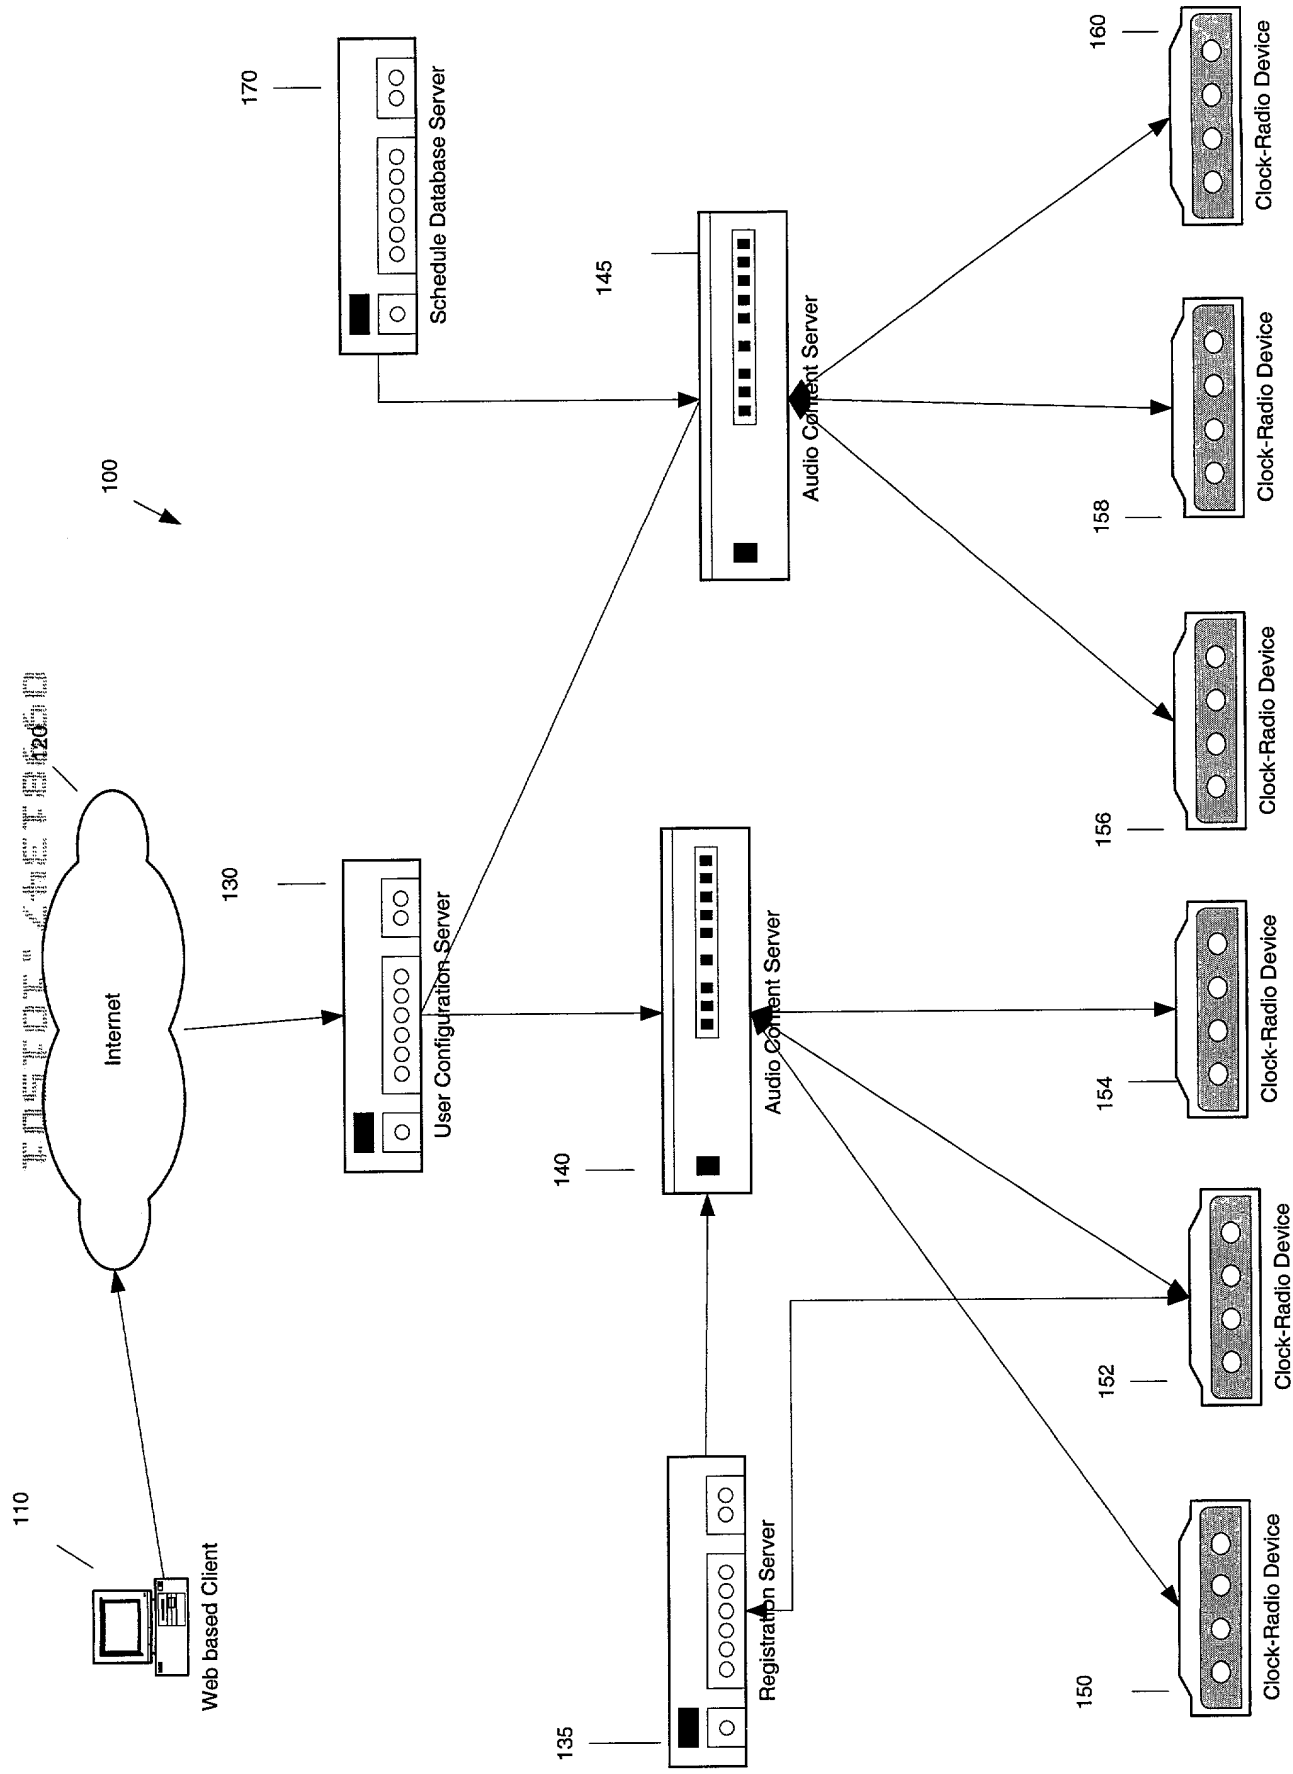 110
Web based Client
Internet
120
100
130
User Configuration Server
170
Schedule Database Server
135
Registration Server
140
Audio Content Server
145
Audio Content Server
150
Clock-Radio Device
152
Clock-Radio Device
154
Clock-Radio Device
156
Clock-Radio Device
158
Clock-Radio Device
160
Clock-Radio Device